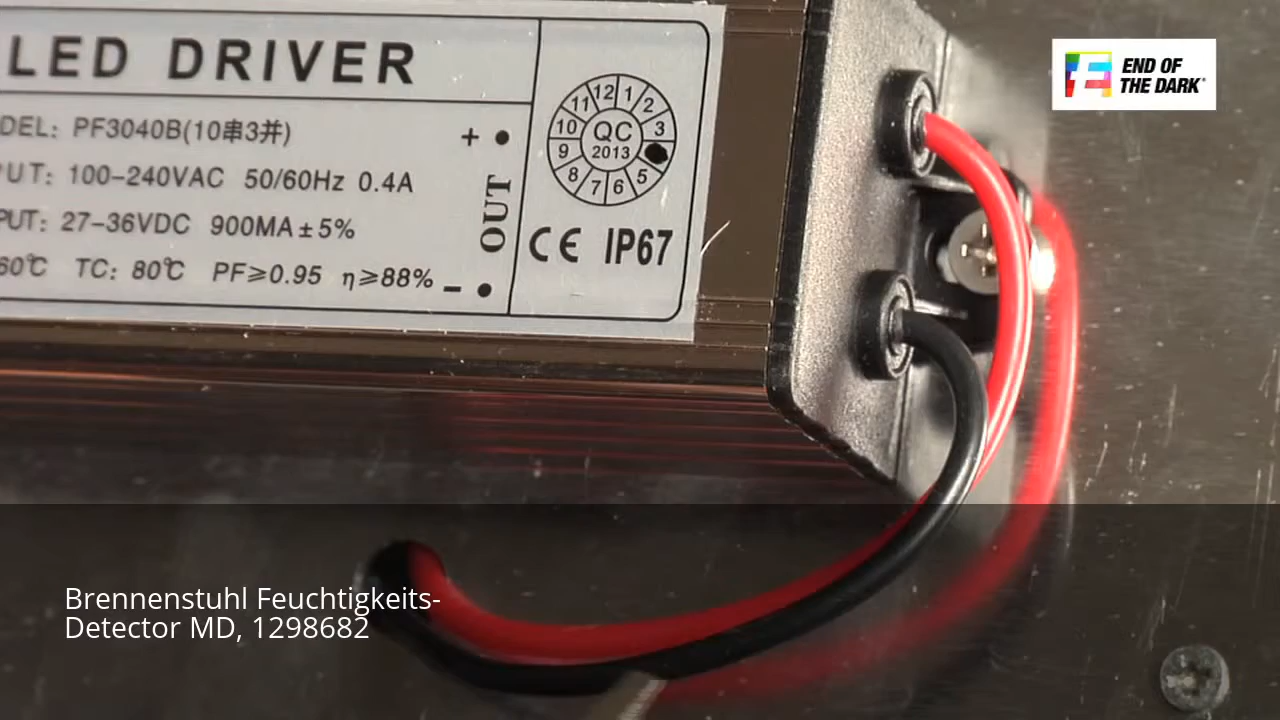 LED DRIVER
DEL: PF3040B(10串3并)
UT: 100-240VAC 50/60Hz 0.4A
PUT: 27-36VDC 900MA±5%
60℃ TC: 80℃ PF≥0.95 η≥88%
+
OUT
–
12 1 2 3 5 6 7 8 9 10 11
QC
2013
CE IP67
END OF
THE DARK®
Brennenstuhl Feuchtigkeits-
Detector MD, 1298682